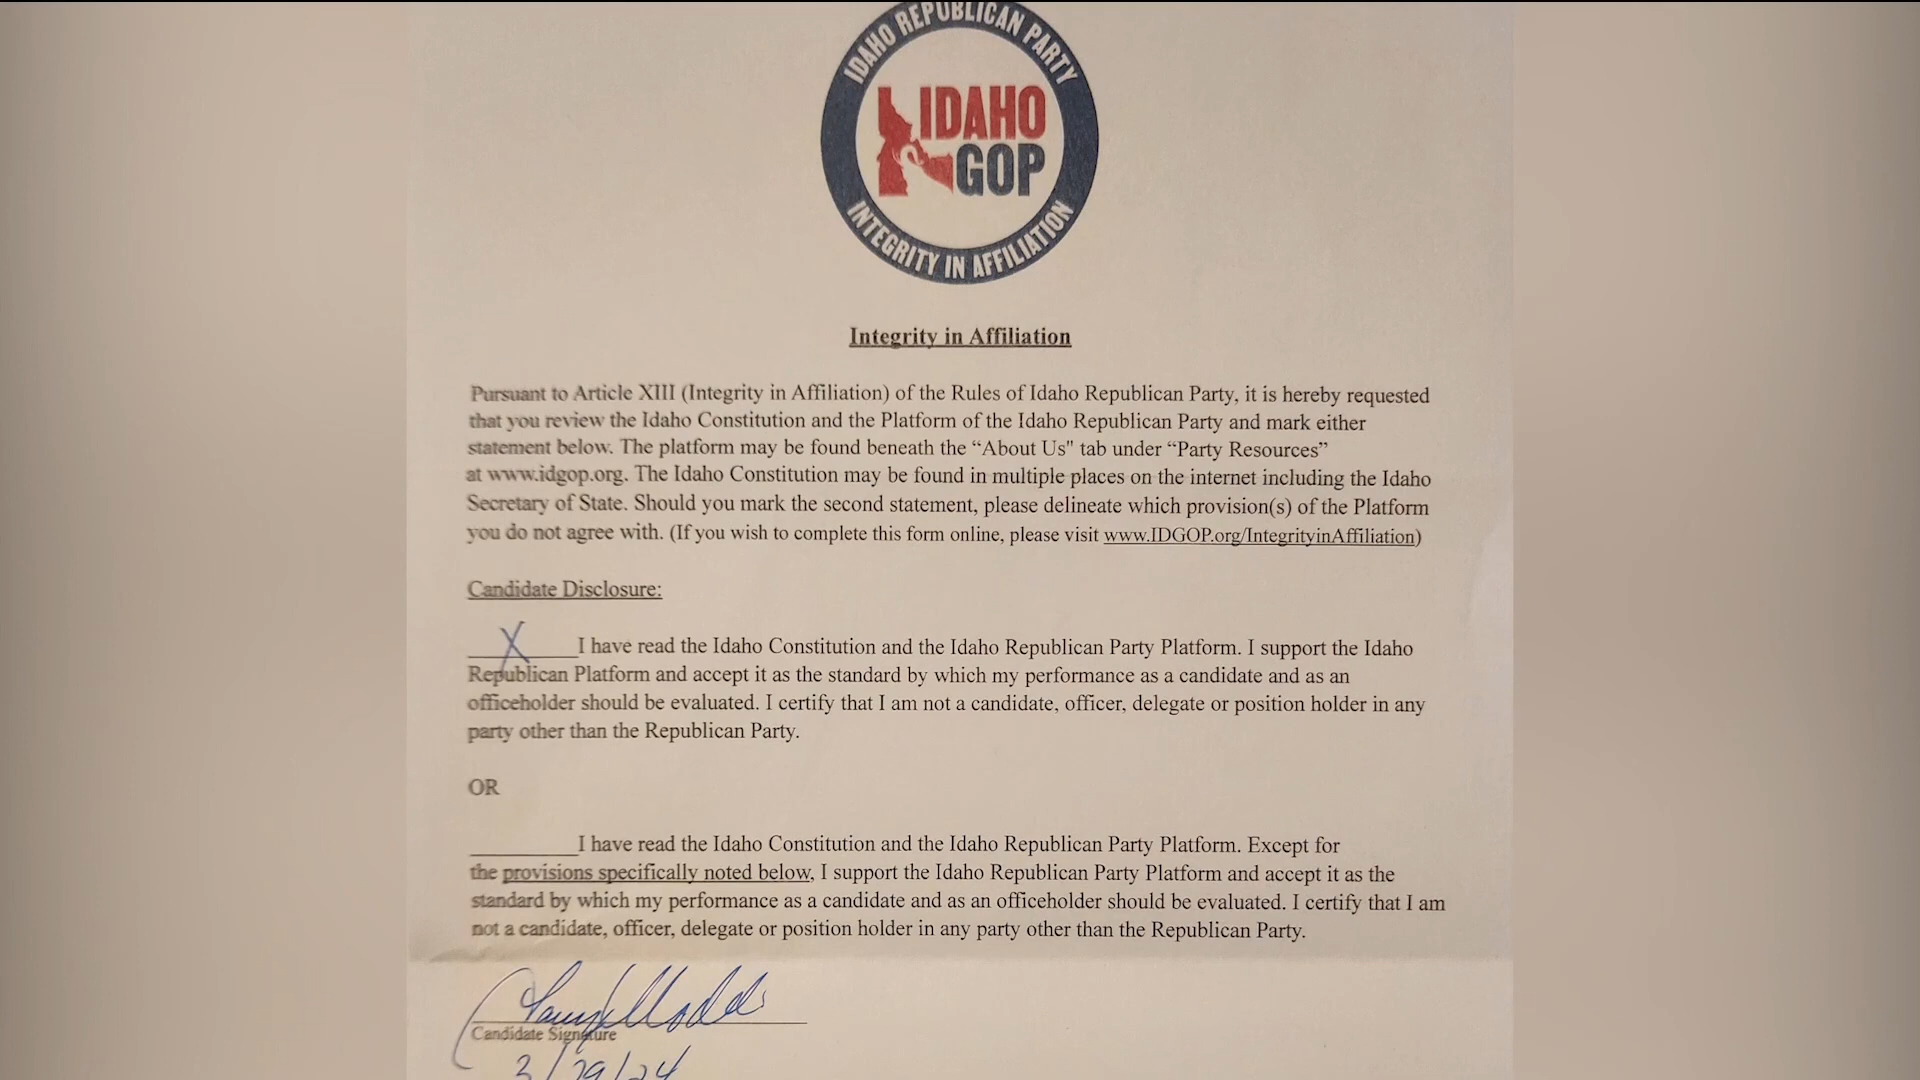 IDAHO REPUBLICAN PARTY
IDAHO
GOP
INTEGRITY IN AFFILIATION
Integrity in Affiliation
Pursuant to Article XIII (Integrity in Affiliation) of the Rules of Idaho Republican Party, it is hereby requested
that you review the Idaho Constitution and the Platform of the Idaho Republican Party and mark either
statement below. The platform may be found beneath the “About Us" tab under “Party Resources”
at www.idgop.org. The Idaho Constitution may be found in multiple places on the internet including the Idaho
Secretary of State. Should you mark the second statement, please delineate which provision(s) of the Platform
you do not agree with. (If you wish to complete this form online, please visit www.IDGOP.org/IntegrityinAffiliation)
Candidate Disclosure:
X I have read the Idaho Constitution and the Idaho Republican Party Platform. I support the Idaho
Republican Platform and accept it as the standard by which my performance as a candidate and as an
officeholder should be evaluated. I certify that I am not a candidate, officer, delegate or position holder in any
party other than the Republican Party.
OR
I have read the Idaho Constitution and the Idaho Republican Party Platform. Except for
the provisions specifically noted below, I support the Idaho Republican Party Platform and accept it as the
standard by which my performance as a candidate and as an officeholder should be evaluated. I certify that I am
not a candidate, officer, delegate or position holder in any party other than the Republican Party.
Candidate Signature
3/29/24